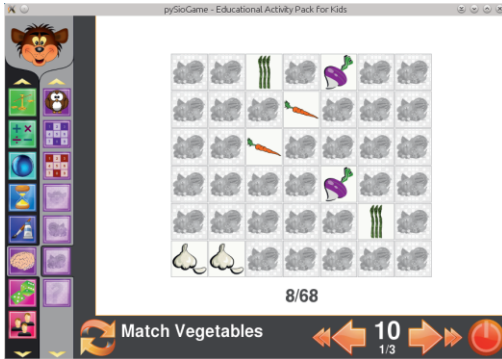 pySioGame - Educational Activity Pack for Kids
8/68
Match Vegetables
10
1/3